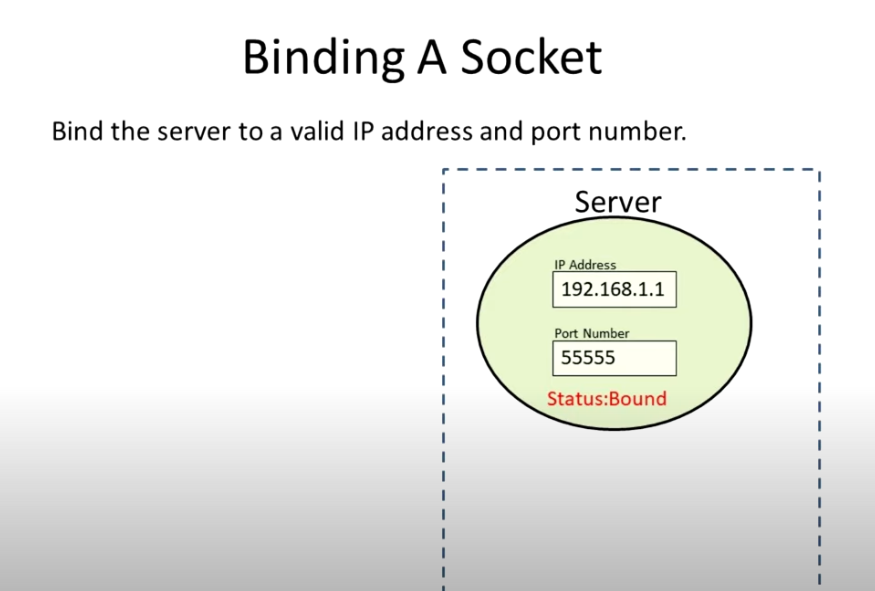 Binding A Socket
Bind the server to a valid IP address and port number.
Server
IP Address
192.168.1.1
Port Number
55555
Status:Bound